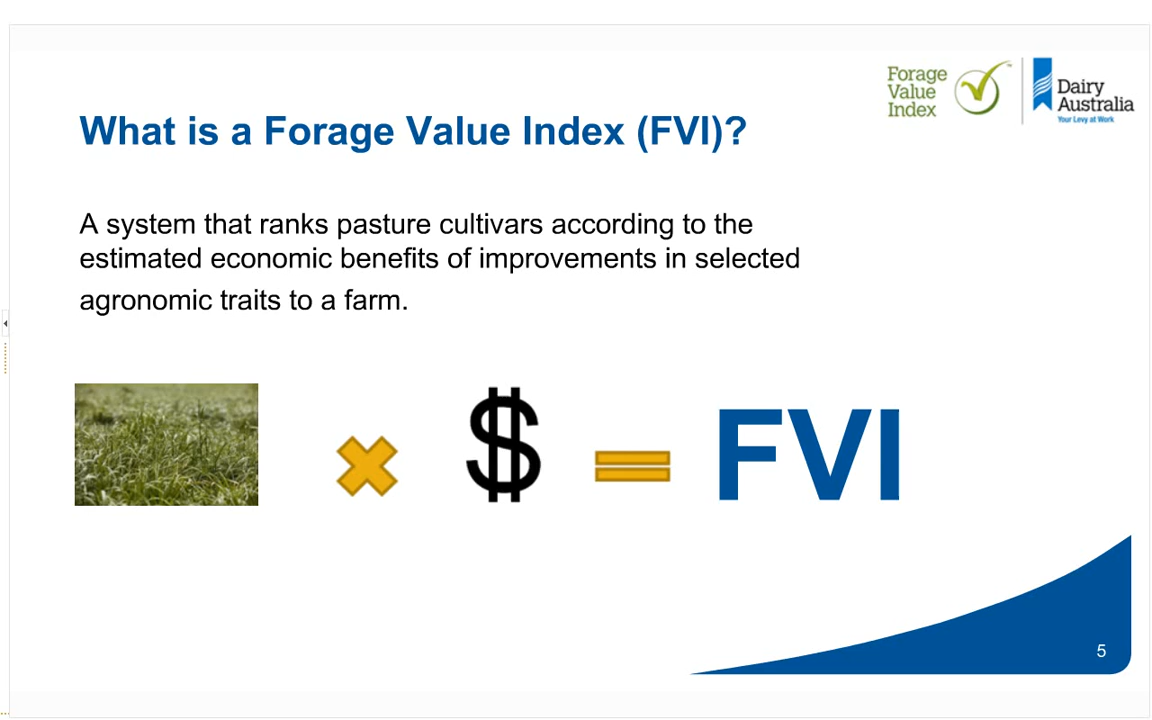 Forage
Value
Index
™
Dairy
Australia
Your Levy at Work
What is a Forage Value Index (FVI)?
A system that ranks pasture cultivars according to the
estimated economic benefits of improvements in selected
agronomic traits to a farm.
$ = FVI
5